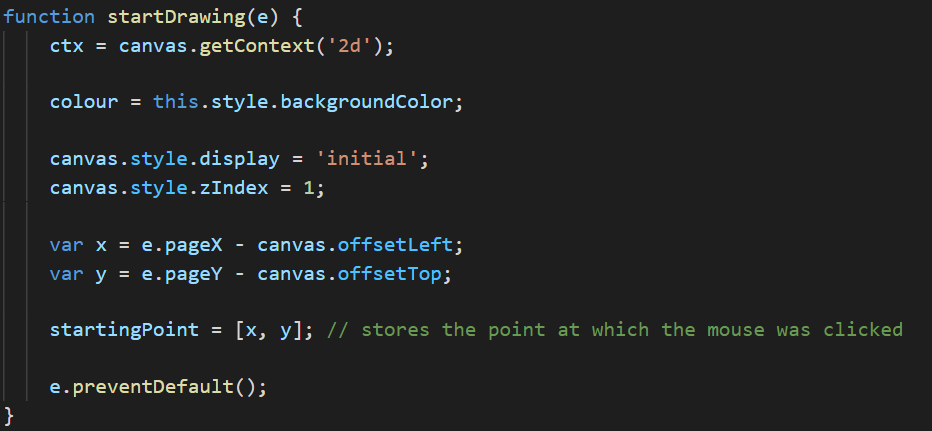 function startDrawing(e) {
    ctx = canvas.getContext('2d');
    colour = this.style.backgroundColor;
    canvas.style.display = 'initial';
    canvas.style.zIndex = 1;
    var x = e.pageX - canvas.offsetLeft;
    var y = e.pageY - canvas.offsetTop;
    startingPoint = [x, y]; // stores the point at which the mouse was clicked
    e.preventDefault();
}